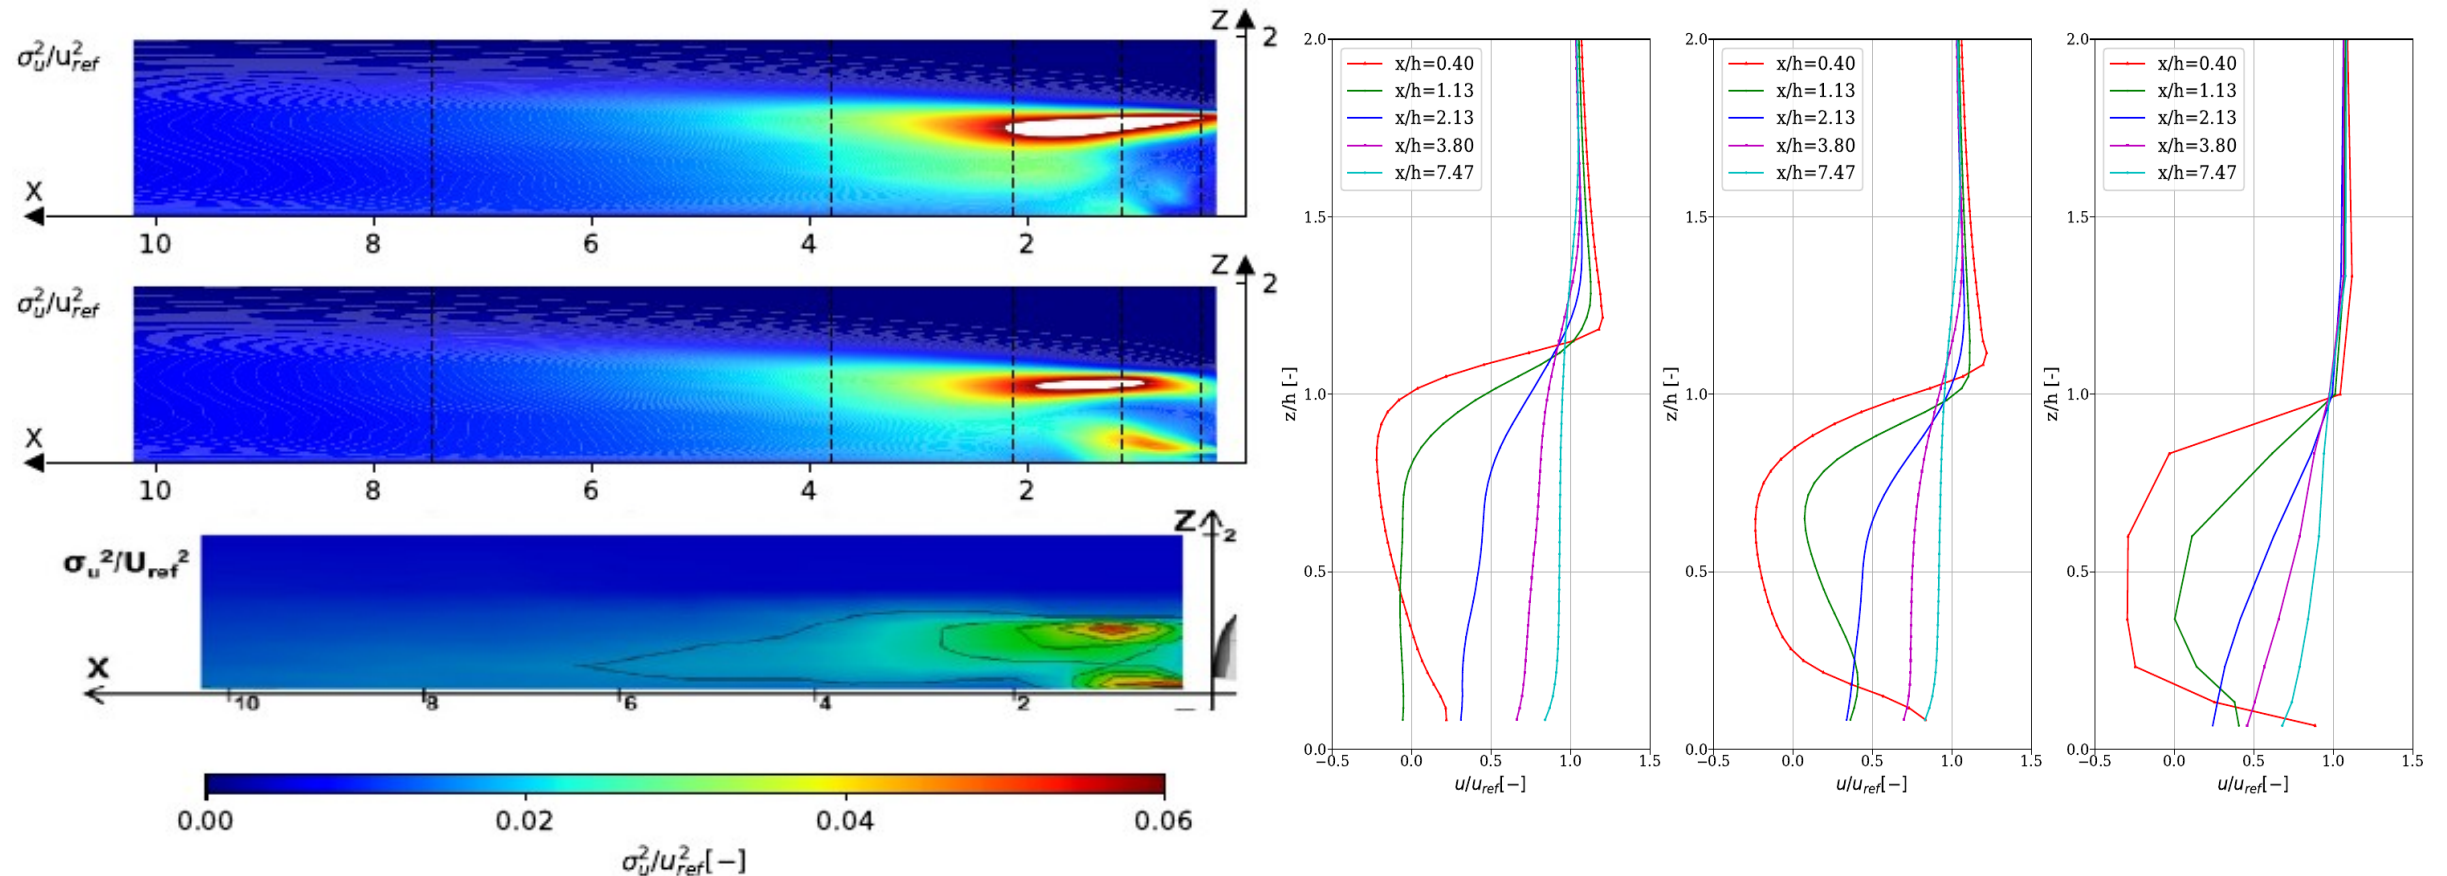 σ²ᵤ/u²ref
Z
2
X
10 8 6 4 2
σ²ᵤ/u²ref
Z
2
X
10 8 6 4 2
σᵤ²/Uref²
Z
2
X
10 8 6 4 2
0.00 0.02 0.04 0.06
σ²ᵤ/u²ref[−]
2.0
1.5
1.0
0.5
0.0
z/h [-]
x/h=0.40
x/h=1.13
x/h=2.13
x/h=3.80
x/h=7.47
−0.5 0.0 0.5 1.0 1.5
u/uref[−]
2.0
1.5
1.0
0.5
0.0
z/h [-]
x/h=0.40
x/h=1.13
x/h=2.13
x/h=3.80
x/h=7.47
−0.5 0.0 0.5 1.0 1.5
u/uref[−]
2.0
1.5
1.0
0.5
0.0
z/h [-]
x/h=0.40
x/h=1.13
x/h=2.13
x/h=3.80
x/h=7.47
−0.5 0.0 0.5 1.0 1.5
u/uref[−]